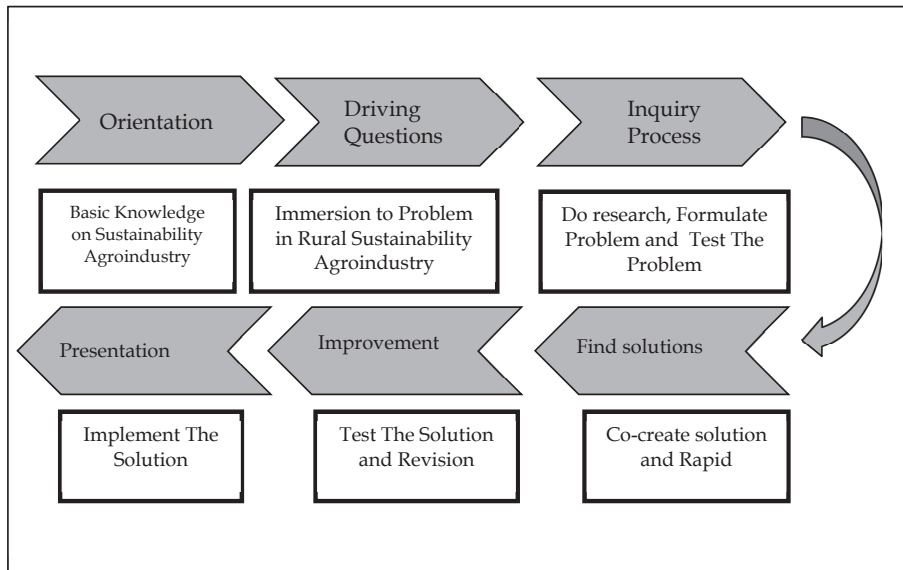 Orientation
Driving
Questions
Inquiry
Process
Basic Knowledge
on Sustainability
Agroindustry
Immersion to Problem
in Rural Sustainability
Agroindustry
Do research, Formulate
Problem and Test The
Problem
Find solutions
Improvement
Presentation
Co-create solution
and Rapid
Test The Solution
and Revision
Implement The
Solution